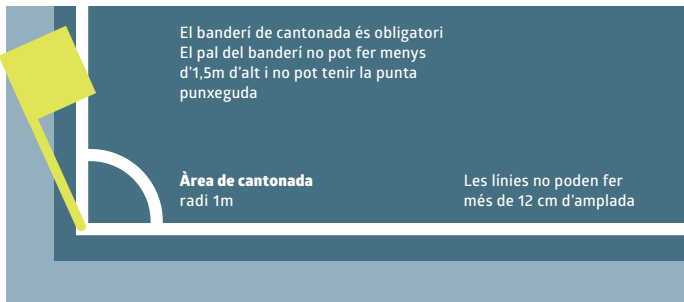 El banderí de cantonada és obligatori
El pal del banderí no pot fer menys
d'1,5m d'alt i no pot tenir la punta
punxeguda
Àrea de cantonada
radi 1m
Les línies no poden fer
més de 12 cm d'amplada